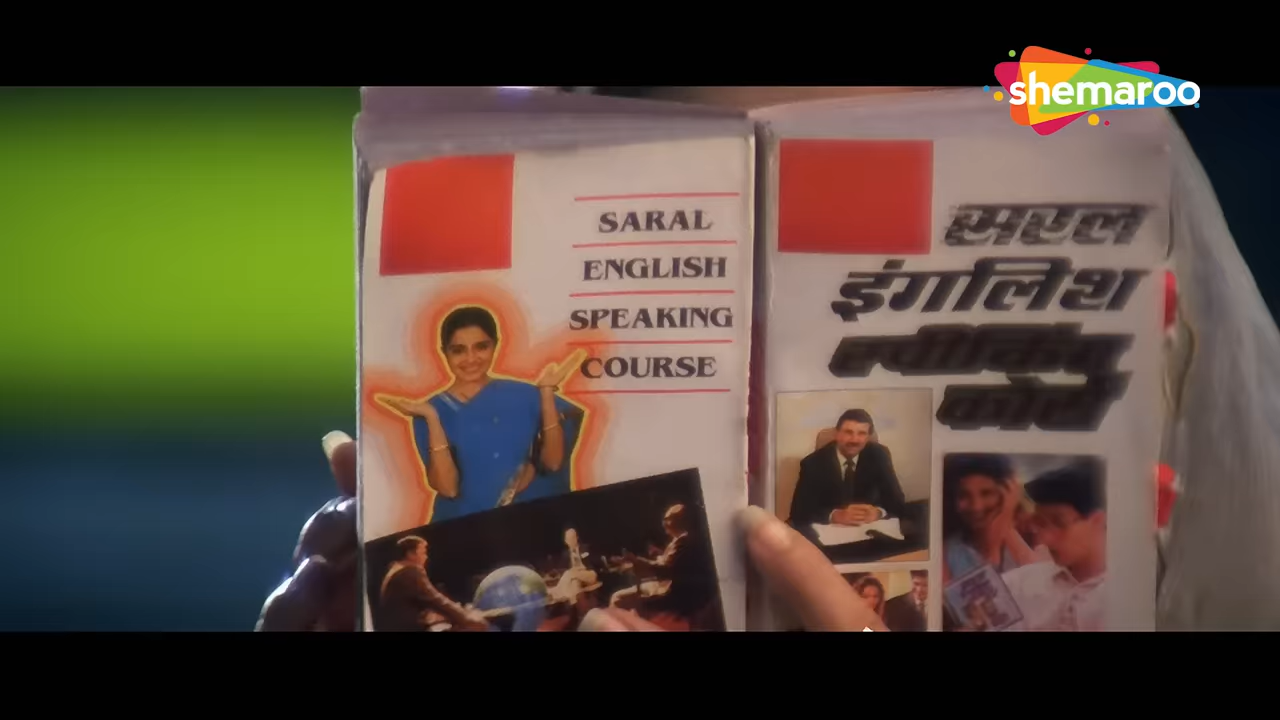 shemaroo
SARAL
ENGLISH
SPEAKING
COURSE
सरल
इंगलिश
स्पीकिंग
कोर्स